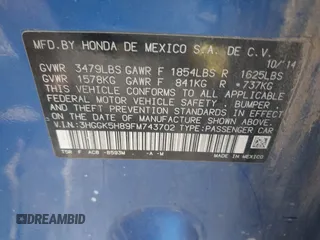 MFD.BY HONDA DE MEXICO S.A. DE C.V.
10/14
GVWR 3479LBS GAWR F 1854LBS R 1625LBS
GVWR 1578KG GAWR F 841KG R 737KG
THIS VEHICLE CONFORMS TO ALL APPLICABLE
FEDERAL MOTOR VEHICLE SAFETY, BUMPER,
AND THEFT PREVENTION STANDARDS IN EFFECT
ON THE DATE OF MANUFACTURE SHOWN ABOVE.
V.I.N:3HGGK5H89FM743702 TYPE:PASSENGER CAR
MADE IN MEXICO
AUTOBIDMASTER